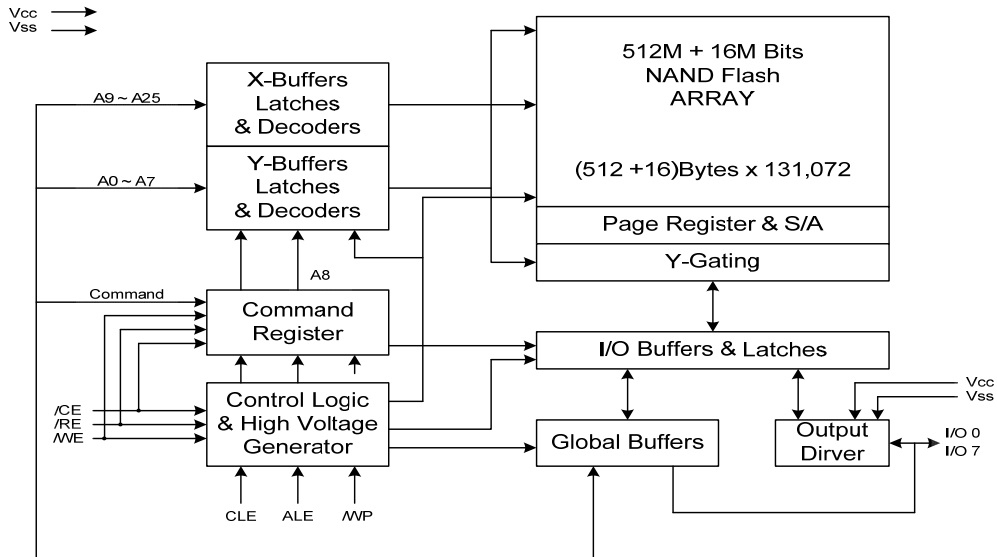 Vcc
Vss
512M + 16M Bits
NAND Flash
ARRAY
(512 +16)Bytes x 131,072
Page Register & S/A
Y-Gating
X-Buffers
Latches
& Decoders
Y-Buffers
Latches
& Decoders
A9 ~ A25
A0 ~ A7
A8
Command
Command
Register
I/O Buffers & Latches
/CE
/RE
/WE
Control Logic
& High Voltage
Generator
Global Buffers
Output
Dirver
Vcc
Vss
I/O 0
I/O 7
CLE
ALE
/WP